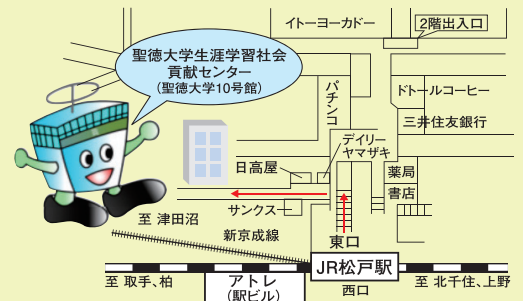 イトーヨーカドー
2階出入口
聖徳大学生涯学習社会
貢献センター
(聖徳大学10号館)
パチンコ
ドトールコーヒー
三井住友銀行
デイリー
ヤマザキ
日高屋
薬局
書店
サンクス
至 津田沼
新京成線
東口
JR松戸駅
至 取手、柏
アトレ
(駅ビル)
西口
至 北千住、上野